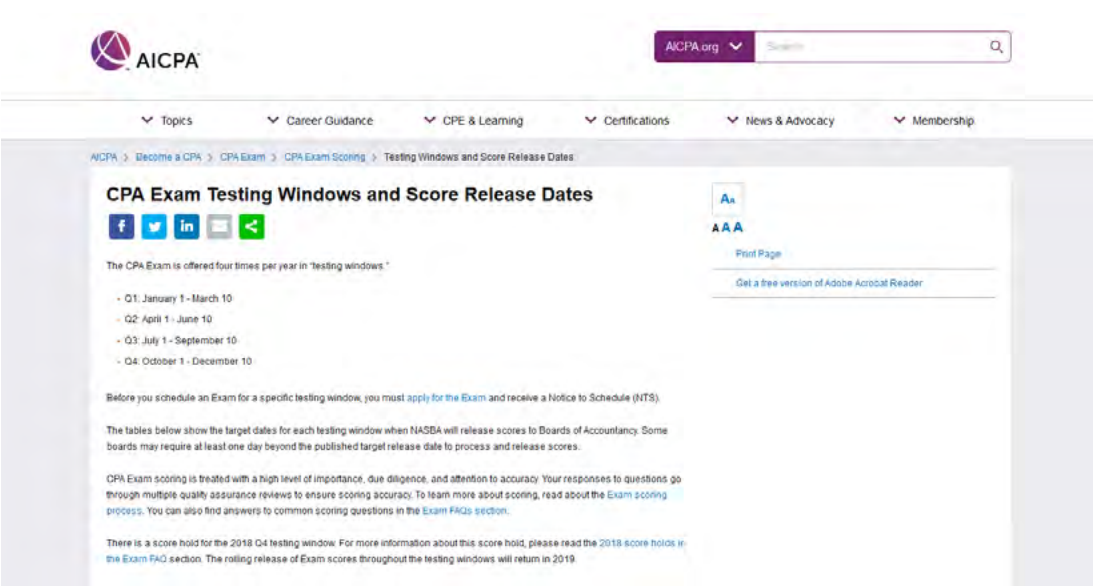 AICPA
AICPA.org
Search
Topics
Career Guidance
CPE & Learning
Certifications
News & Advocacy
Membership
AICPA > Become a CPA > CPA Exam > CPA Exam Scoring > Testing Windows and Score Release Dates
CPA Exam Testing Windows and Score Release Dates
AA
f
in
A A A
Print Page
The CPA Exam is offered four times per year in "testing windows."
Get a free version of Adobe Acrobat Reader
- Q1: January 1 - March 10
- Q2: April 1 - June 10
- Q3: July 1 - September 10
- Q4: October 1 - December 10
Before you schedule an Exam for a specific testing window, you must apply for the Exam and receive a Notice to Schedule (NTS).
The tables below show the target dates for each testing window when NASBA will release scores to Boards of Accountancy. Some
boards may require at least one day beyond the published target release date to process and release scores.
CPA Exam scoring is treated with a high level of importance, due diligence, and attention to accuracy. Your responses to questions go
through multiple quality assurance reviews to ensure scoring accuracy. To learn more about scoring, read about the Exam scoring
process. You can also find answers to common scoring questions in the Exam FAQs section.
There is a score hold for the 2018 Q4 testing window. For more information about this score hold, please read the 2018 score holds in
the Exam FAQ section. The rolling release of Exam scores throughout the testing windows will return in 2019.